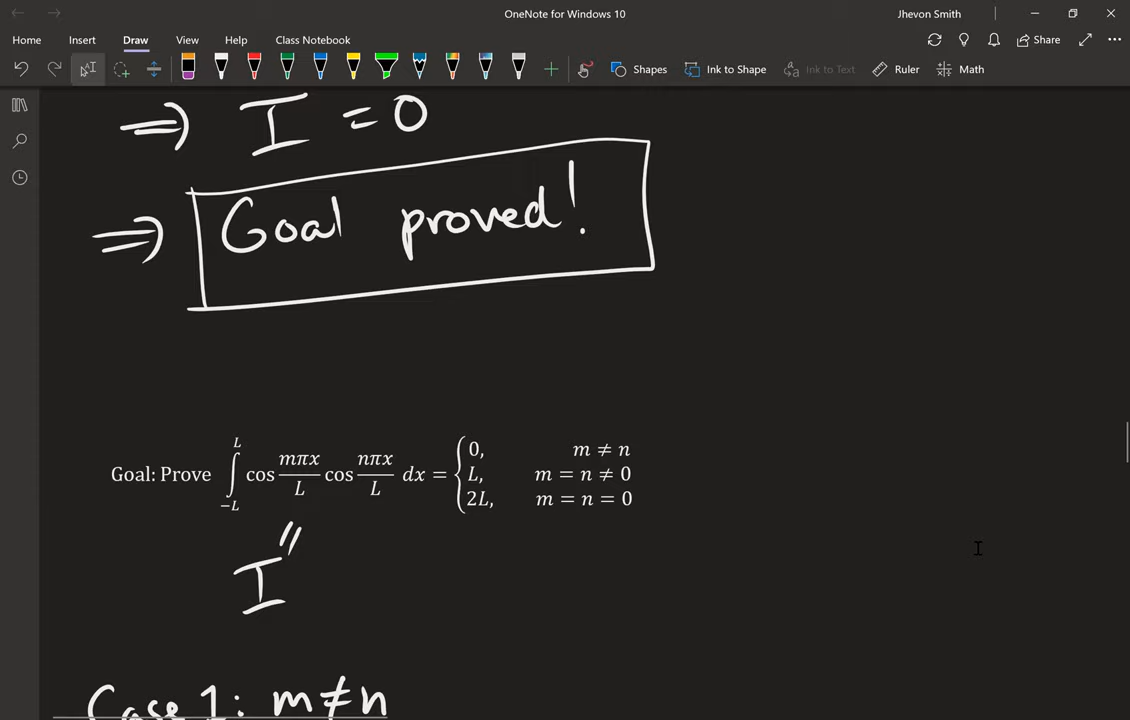 OneNote for Windows 10
Jhevon Smith
Home Insert Draw View Help Class Notebook
Share
Shapes Ink to Shape Ink to Text Ruler Math
⇒ I = 0
⇒ Goal proved!
Goal: Prove ∫_{-L}^{L} cos mπx/L cos nπx/L dx = { 0, m ≠ n
L, m = n ≠ 0
2L, m = n = 0
"
I
Case 1: m ≠ n